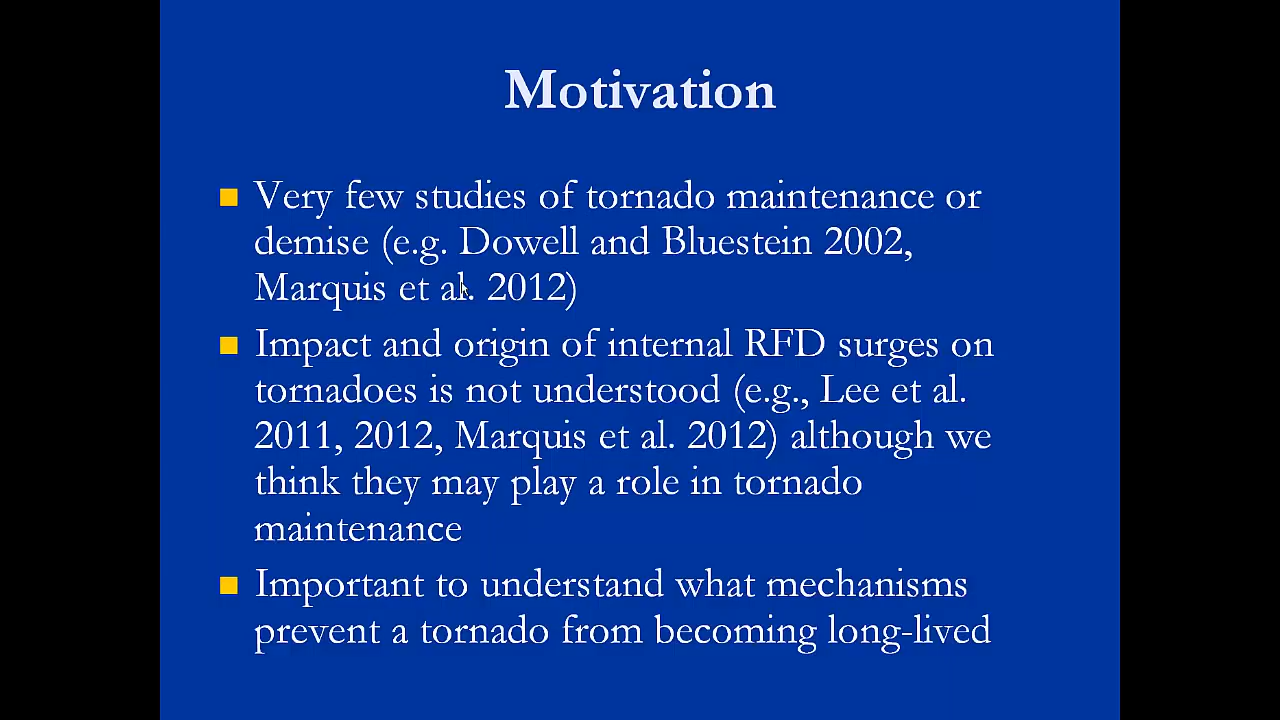 Motivation
Very few studies of tornado maintenance or
demise (e.g. Dowell and Bluestein 2002,
Marquis et al. 2012)
Impact and origin of internal RFD surges on
tornadoes is not understood (e.g., Lee et al.
2011, 2012, Marquis et al. 2012) although we
think they may play a role in tornado
maintenance
Important to understand what mechanisms
prevent a tornado from becoming long-lived